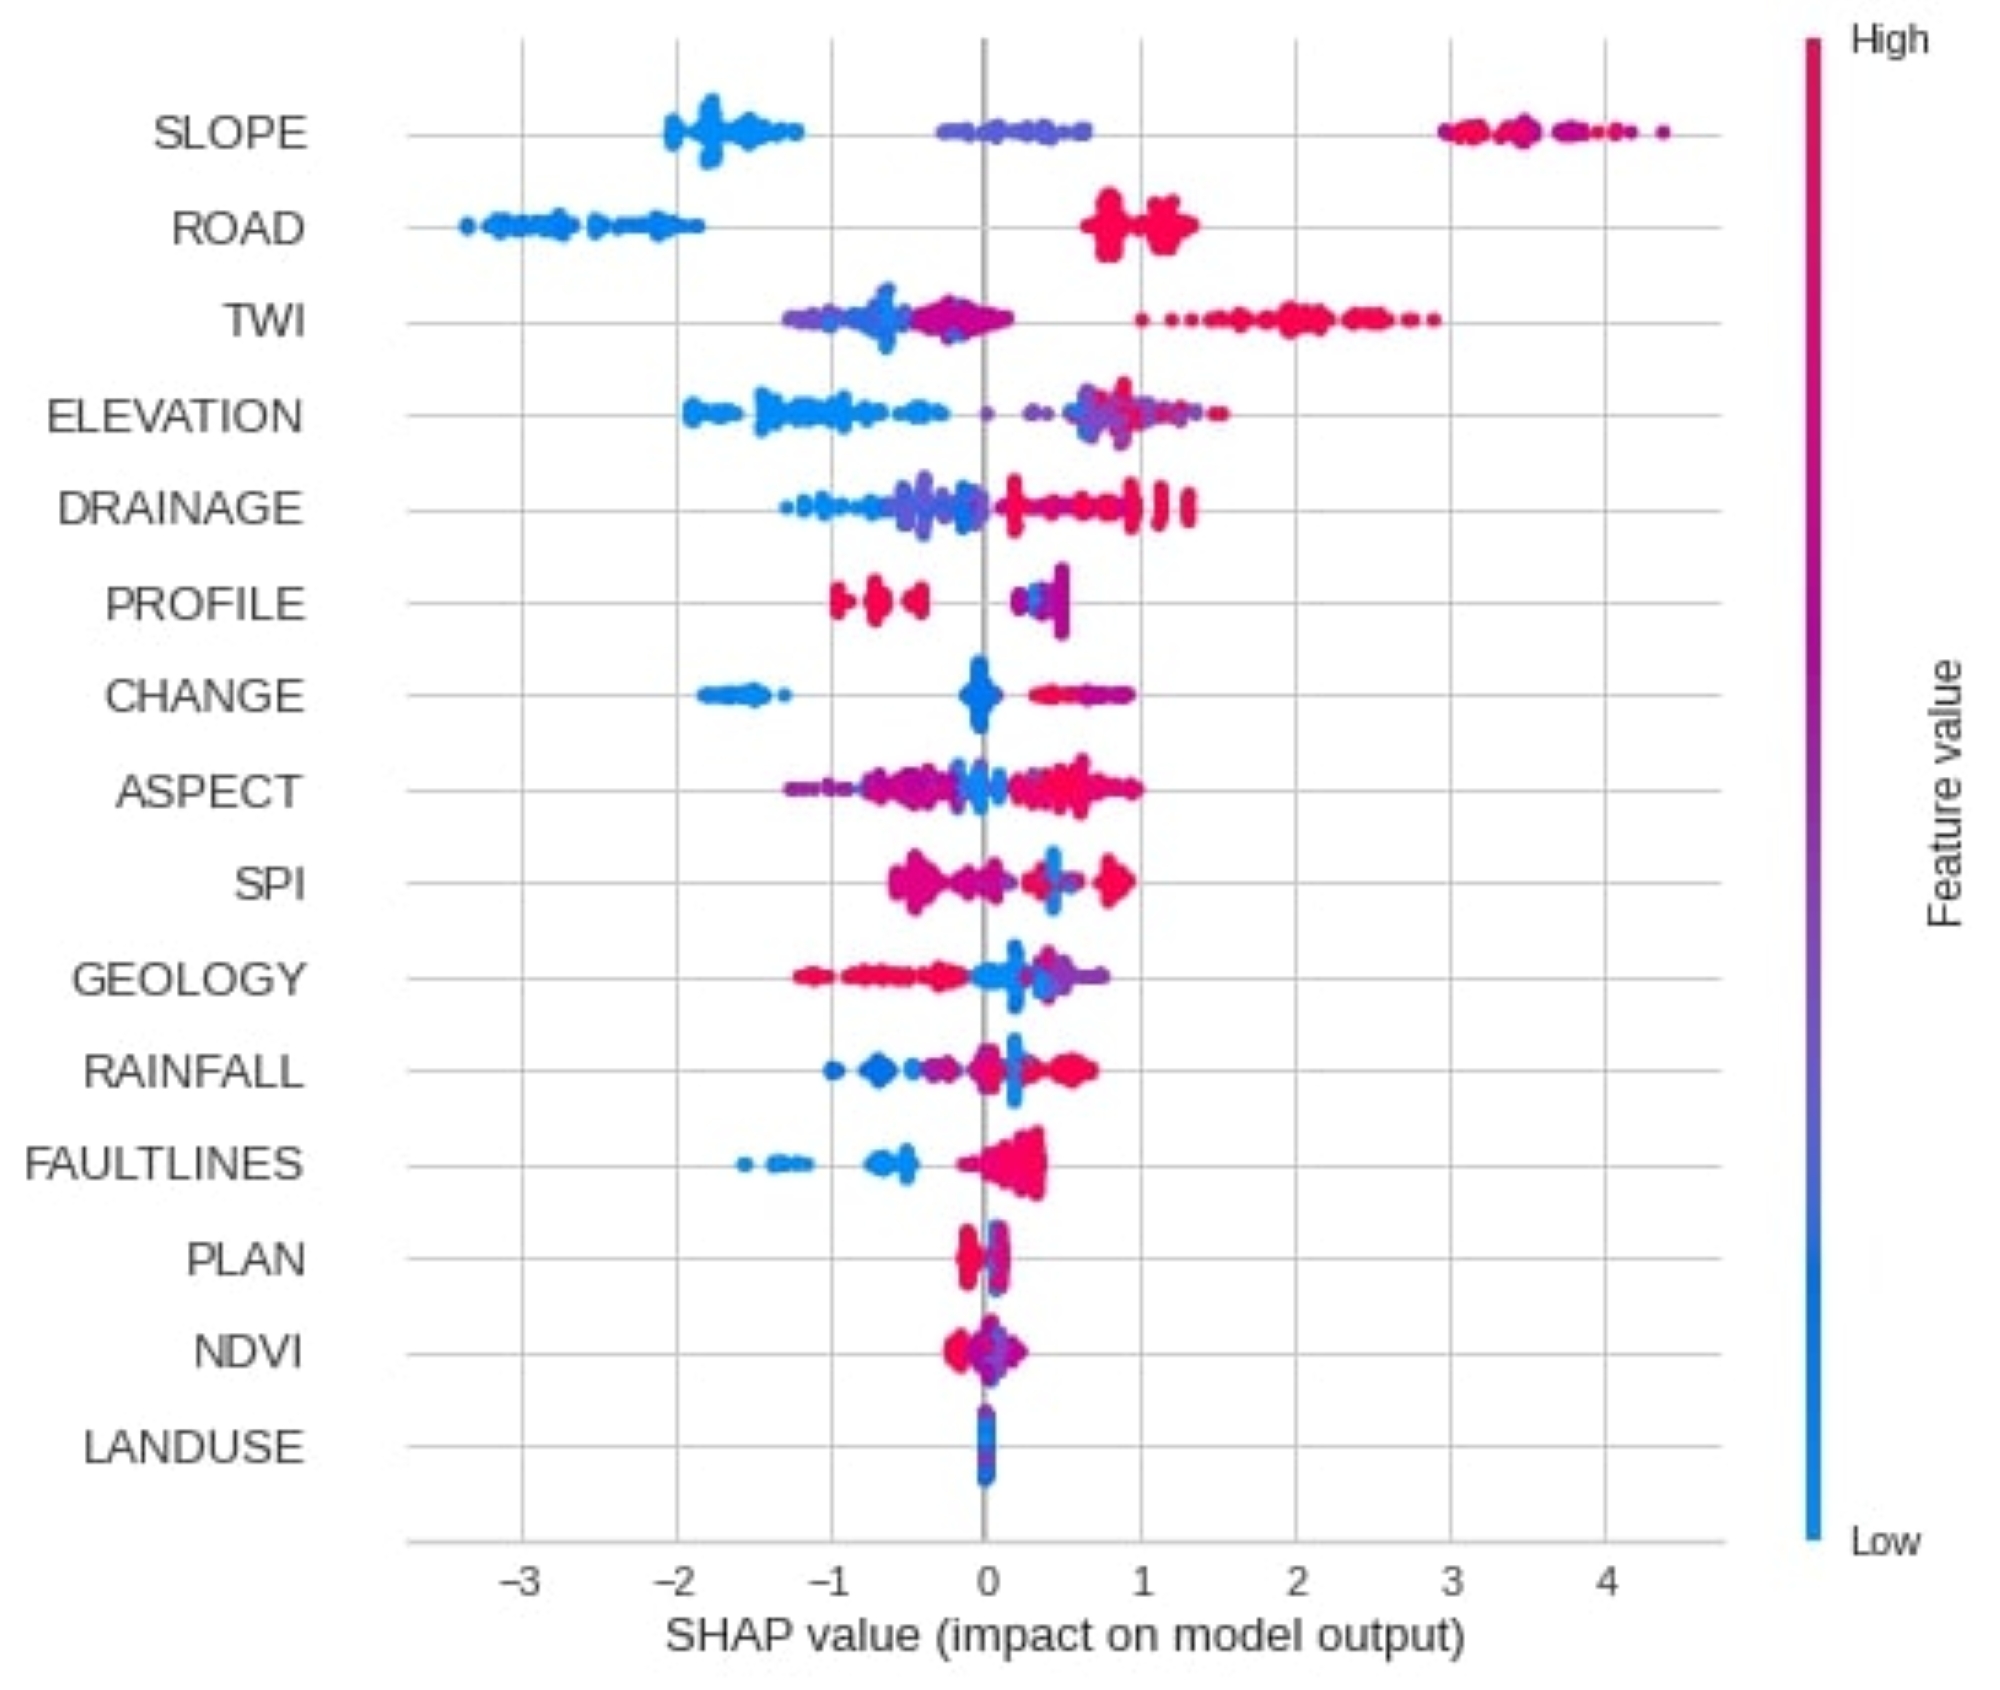 High
SLOPE
ROAD
TWI
ELEVATION
DRAINAGE
PROFILE
CHANGE
ASPECT
SPI
GEOLOGY
RAINFALL
FAULTLINES
PLAN
NDVI
LANDUSE
Feature value
Low
−3 −2 −1 0 1 2 3 4
SHAP value (impact on model output)